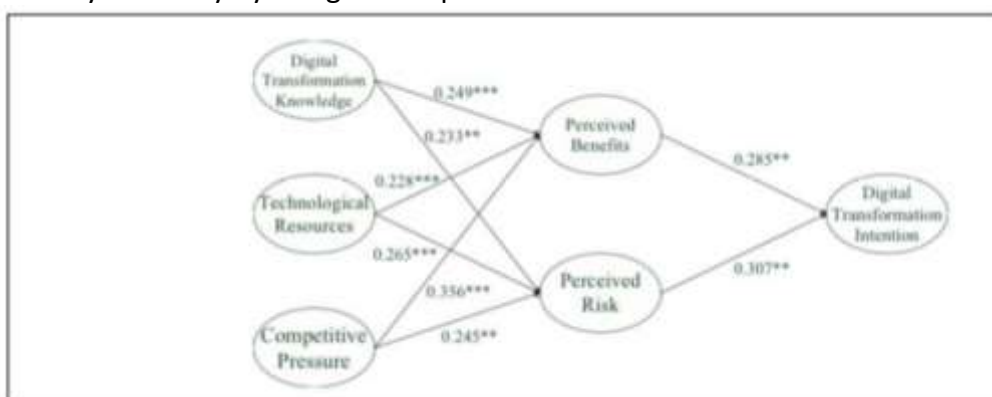 Digital
Transformation
Knowledge
0.249***
0.233**
Perceived
Benefits
0.285**
0.228***
Technological
Resources
Digital
Transformation
Intention
0.265***
0.307**
0.356***
Perceived
Risk
0.245**
Competitive
Pressure